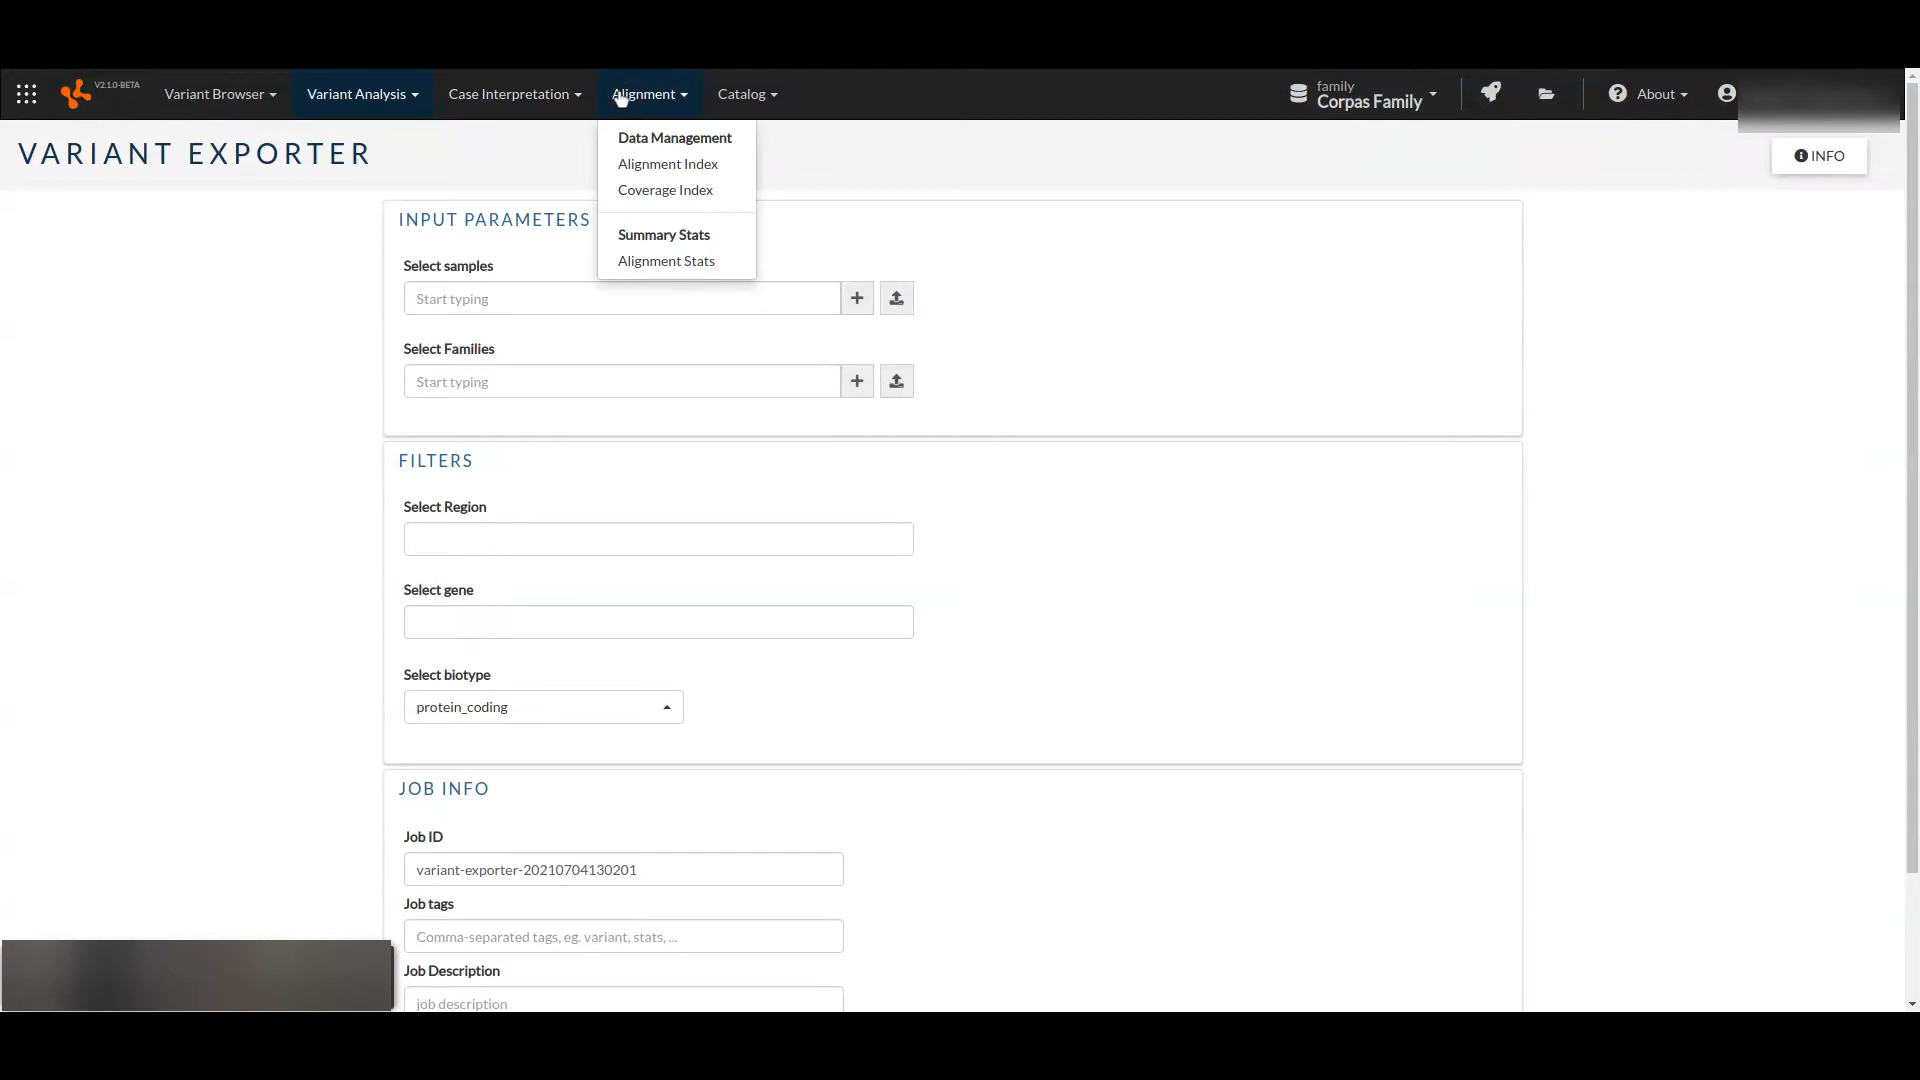 V2.1.0-BETA
Variant Browser
Variant Analysis
Case Interpretation
Alignment
Catalog
family
Corpas Family
About
VARIANT EXPORTER
INFO
Data Management
Alignment Index
Coverage Index
Summary Stats
Alignment Stats
INPUT PARAMETERS
Select samples
Start typing
Select Families
Start typing
FILTERS
Select Region
Select gene
Select biotype
protein_coding
JOB INFO
Job ID
variant-exporter-20210704130201
Job tags
Comma-separated tags, eg. variant, stats, ...
Job Description
job description